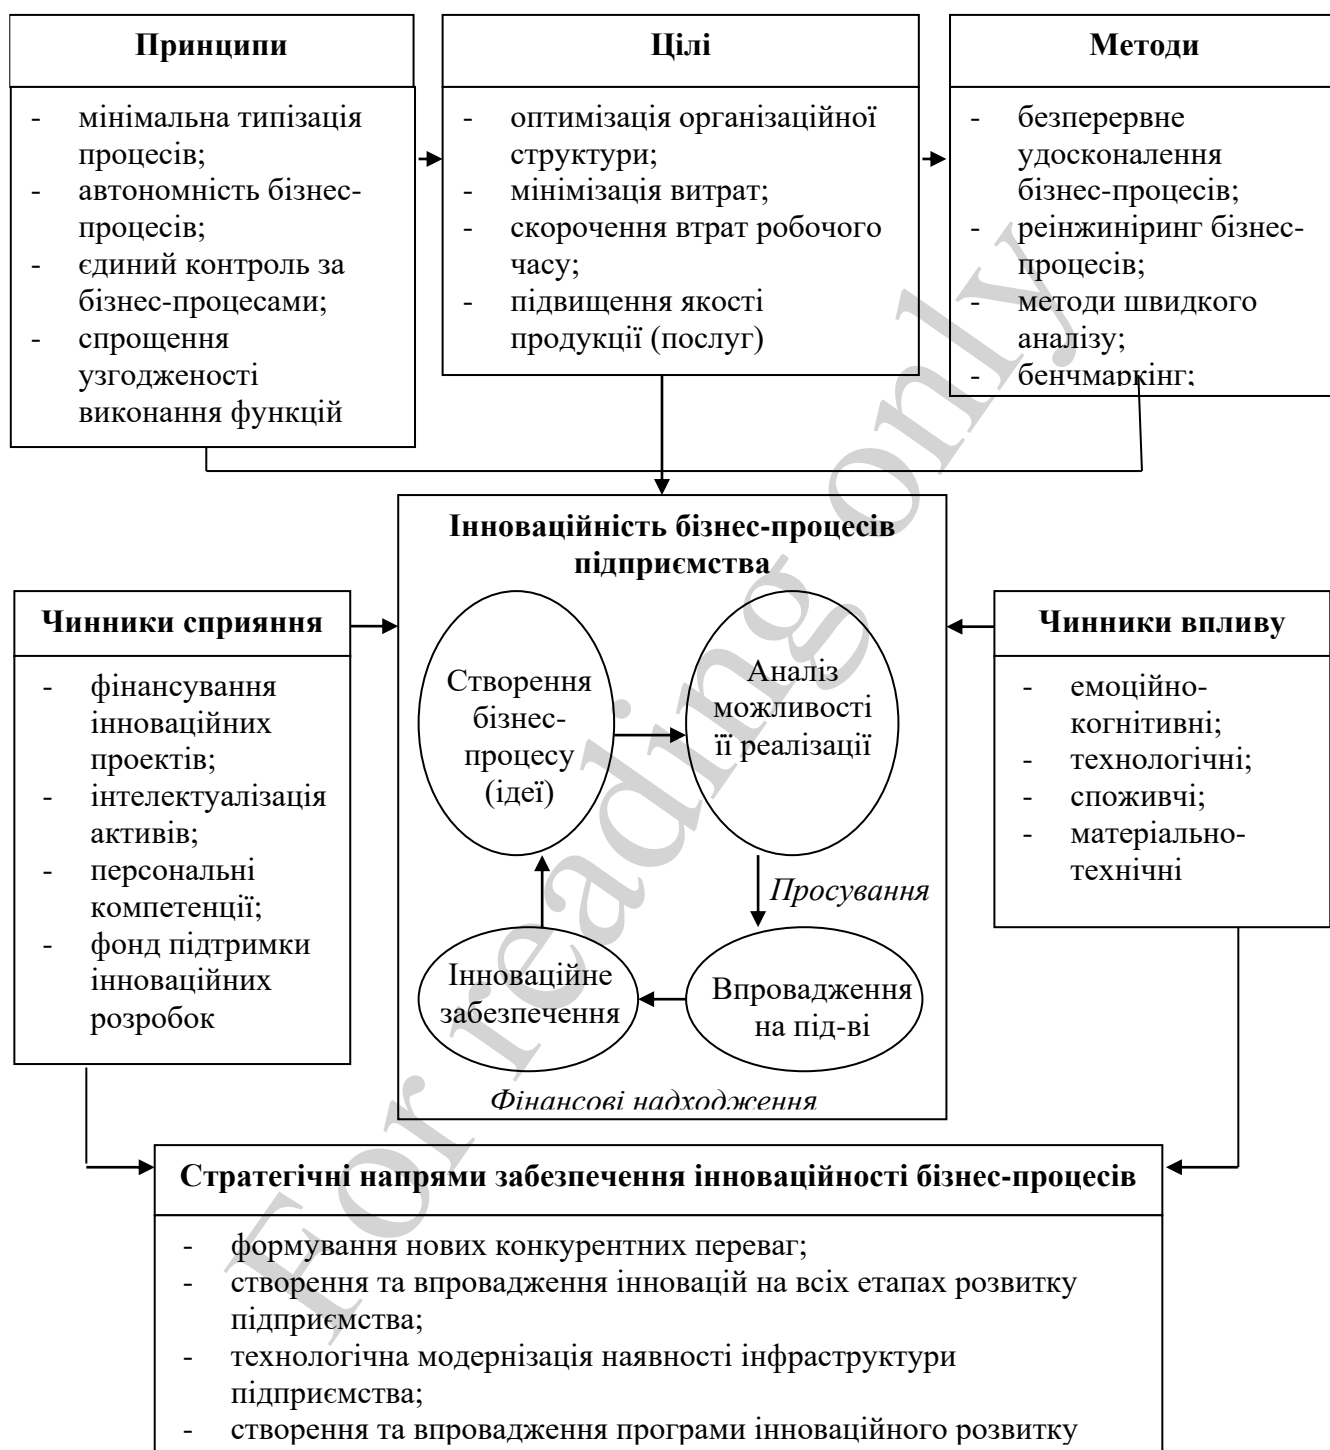 Принципи
- мінімальна типізація
процесів;
- автономність бізнес-
процесів;
- єдиний контроль за
бізнес-процесами;
- спрощення
узгодженості
виконання функцій
Цілі
- оптимізація організаційної
структури;
- мінімізація витрат;
- скорочення втрат робочого
часу;
- підвищення якості
продукції (послуг)
Методи
- безперервне
удосконалення
бізнес-процесів;
- реінжиніринг бізнес-
процесів;
- методи швидкого
аналізу;
- бенчмаркінг;
Інноваційність бізнес-процесів
підприємства
Створення
бізнес-
процесу
(ідеї)
Аналіз
можливості
її реалізації
Просування
Інноваційне
забезпечення
Впровадження
на під-ві
Фінансові надходження
Чинники сприяння
- фінансування
інноваційних
проектів;
- інтелектуалізація
активів;
- персональні
компетенції;
- фонд підтримки
інноваційних
розробок
Чинники впливу
- емоційно-
когнітивні;
- технологічні;
- споживчі;
- матеріально-
технічні
Стратегічні напрями забезпечення інноваційності бізнес-процесів
- формування нових конкурентних переваг;
- створення та впровадження інновацій на всіх етапах розвитку
підприємства;
- технологічна модернізація наявності інфраструктури
підприємства;
- створення та впровадження програми інноваційного розвитку
For reading only